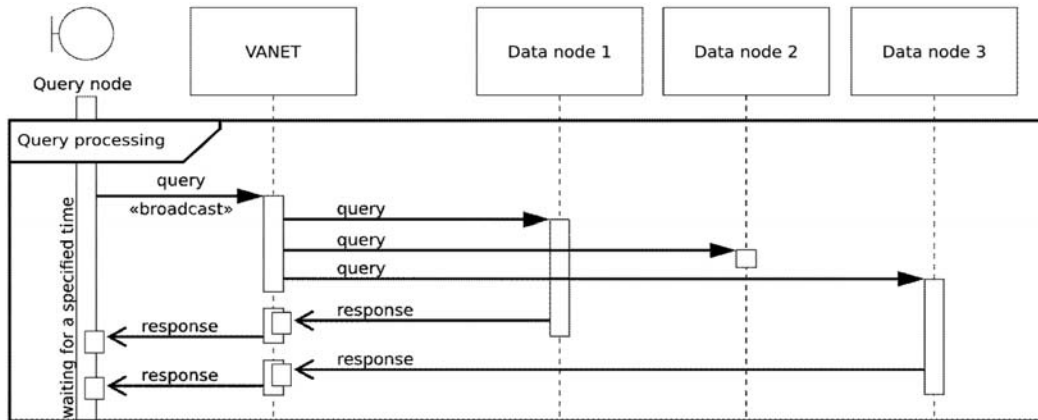 Query node
VANET
Data node 1
Data node 2
Data node 3
Query processing
waiting for a specified time
query
«broadcast»
query
query
query
response
response
response
response